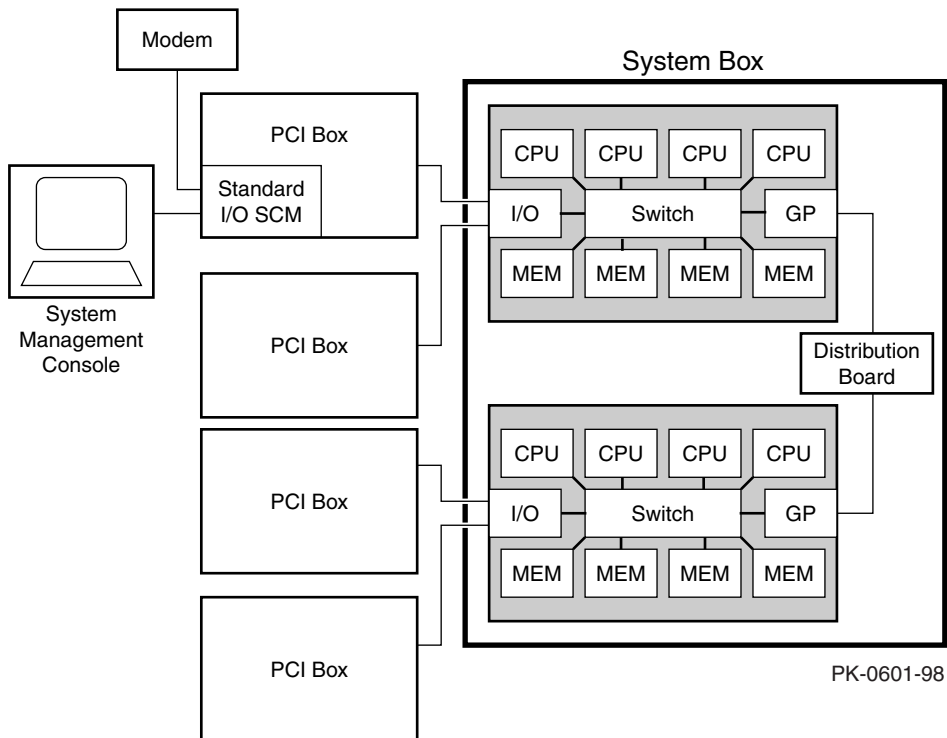 Modem
System Box
PCI Box
Standard
I/O SCM
System
Management
Console
PCI Box
PCI Box
PCI Box
CPU CPU CPU CPU
I/O Switch GP
MEM MEM MEM MEM
Distribution
Board
CPU CPU CPU CPU
I/O Switch GP
MEM MEM MEM MEM
PK-0601-98